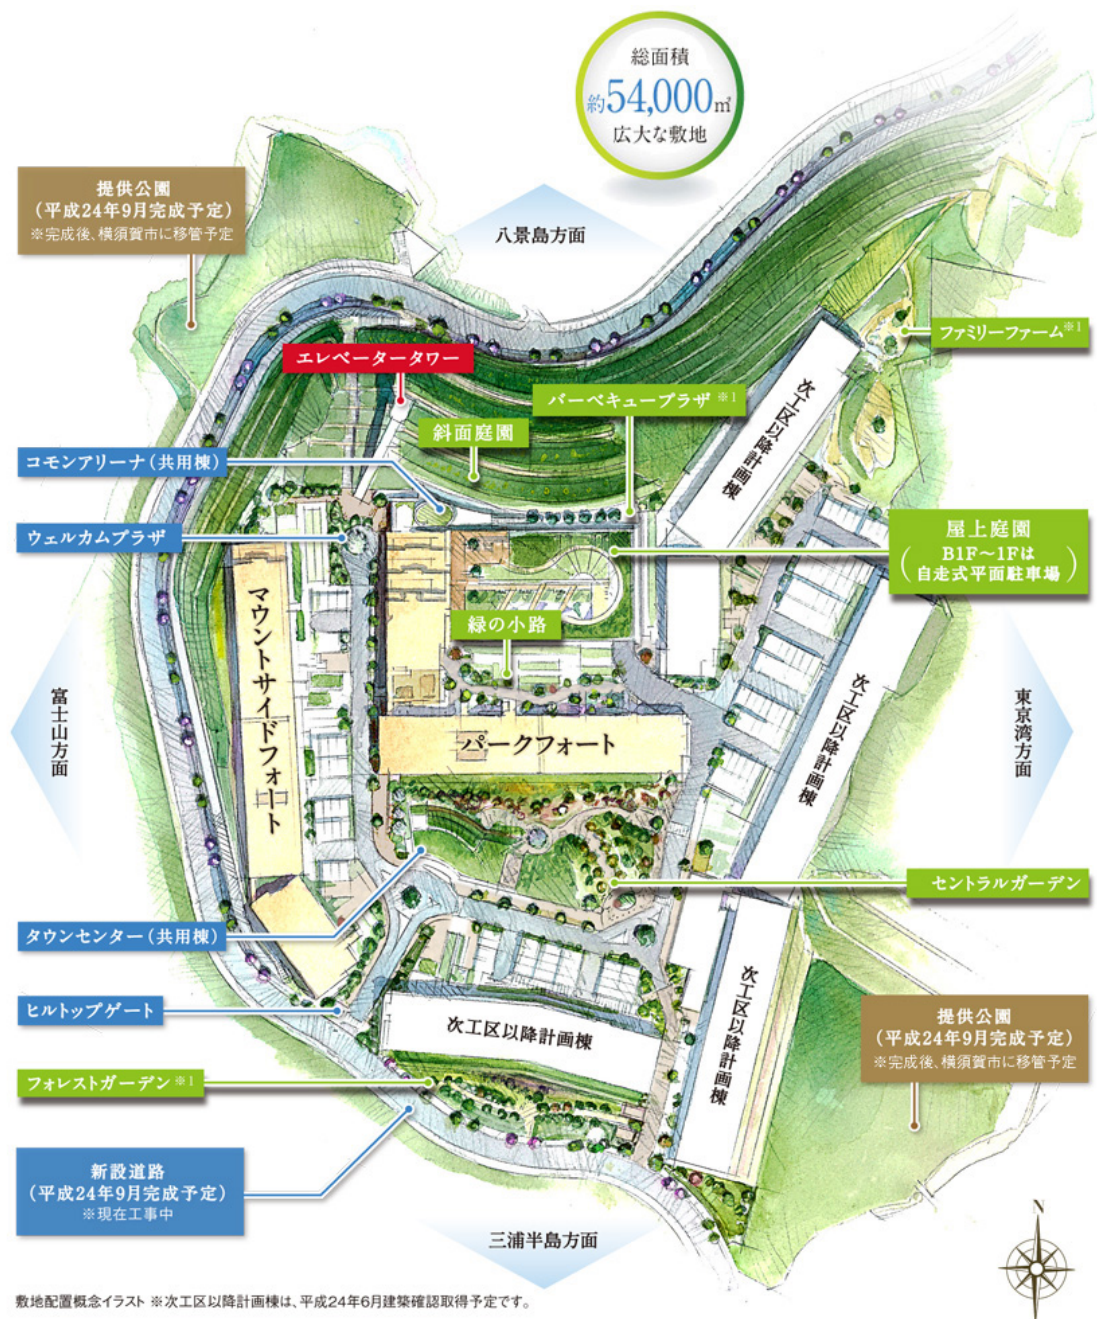 総面積
約54,000㎡
広大な敷地
提供公園
(平成24年9月完成予定)
※完成後、横須賀市に移管予定
八景島方面
ファミリーファーム※1
エレベータータワー
バーベキュープラザ※1
斜面庭園
次工区以降計画棟
コモンアリーナ(共用棟)
ウェルカムプラザ
屋上庭園
(B1F〜1Fは
自走式平面駐車場)
緑の小路
マウントサイドフォート
富士山方面
パークフォート
次工区以降計画棟
東京湾方面
セントラルガーデン
タウンセンター(共用棟)
ヒルトップゲート
次工区以降計画棟
次工区以降計画棟
提供公園
(平成24年9月完成予定)
※完成後、横須賀市に移管予定
フォレストガーデン※1
新設道路
(平成24年9月完成予定)
※現在工事中
三浦半島方面
N
敷地配置概念イラスト ※次工区以降計画棟は、平成24年6月建築確認取得予定です。